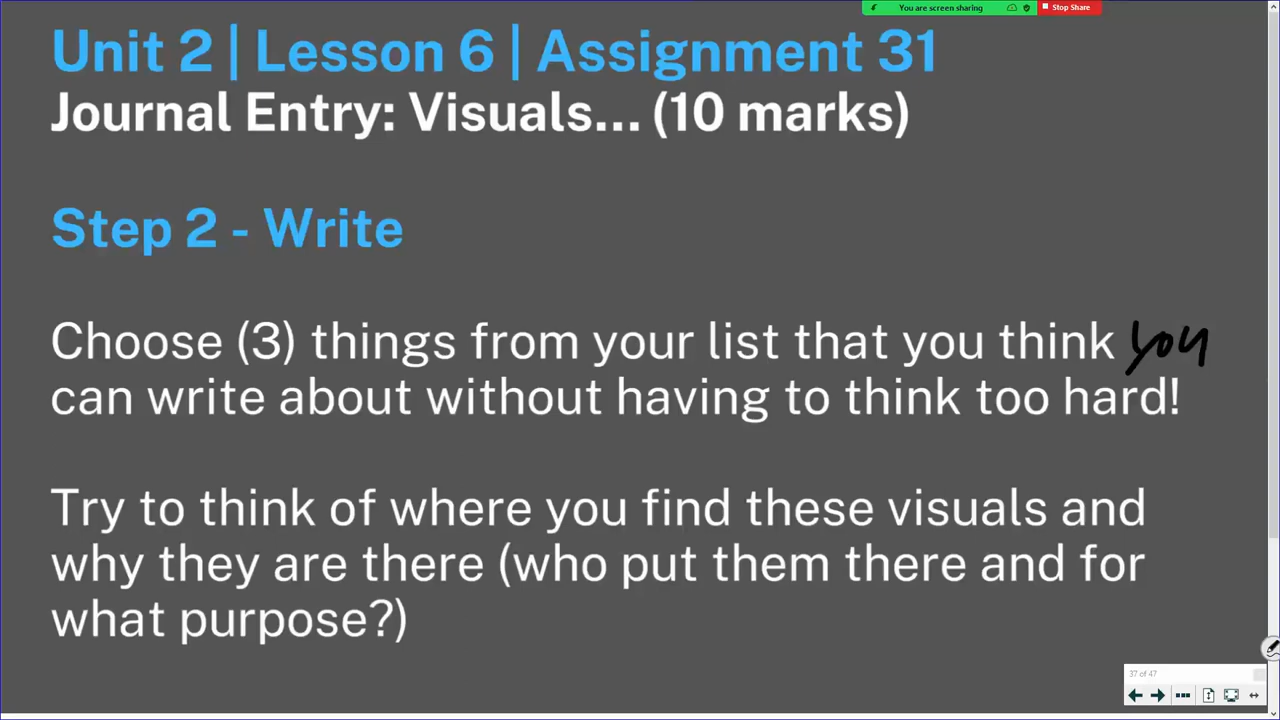 You are screen sharing Stop Share
Unit 2 | Lesson 6 | Assignment 31
Journal Entry: Visuals... (10 marks)
Step 2 - Write
Choose (3) things from your list that you think you
can write about without having to think too hard!
Try to think of where you find these visuals and
why they are there (who put them there and for
what purpose?)
37 of 47